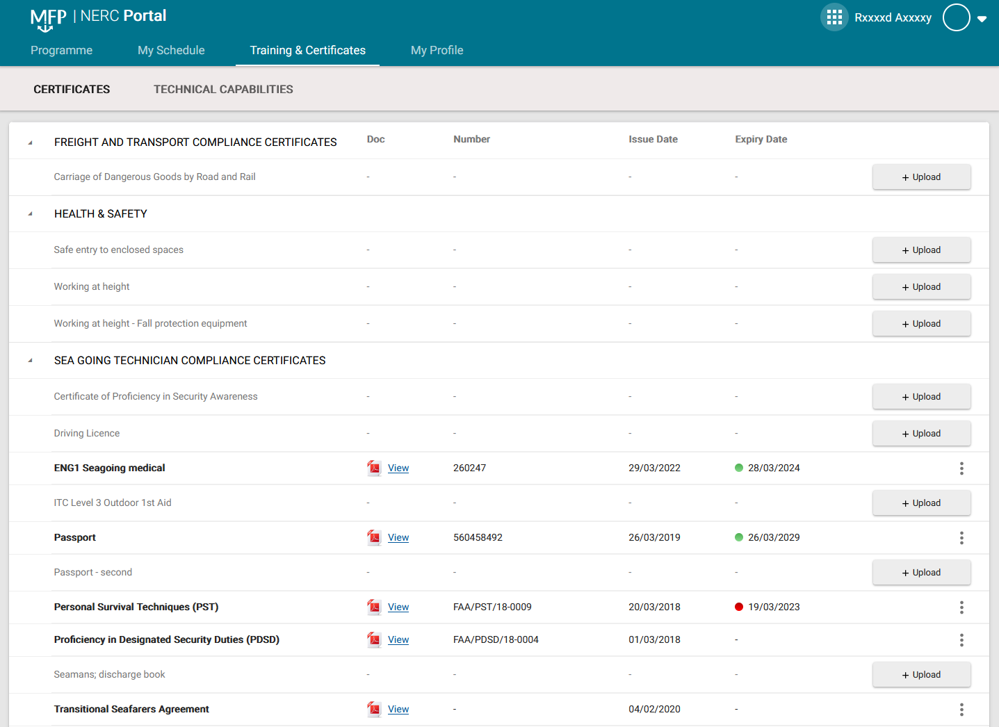 MFP | NERC Portal
Rxxxxd Axxxxy
Programme My Schedule Training & Certificates My Profile
CERTIFICATES TECHNICAL CAPABILITIES
FREIGHT AND TRANSPORT COMPLIANCE CERTIFICATES Doc Number Issue Date Expiry Date
Carriage of Dangerous Goods by Road and Rail - - - - + Upload
HEALTH & SAFETY
Safe entry to enclosed spaces - - - - + Upload
Working at height - - - - + Upload
Working at height - Fall protection equipment - - - - + Upload
SEA GOING TECHNICIAN COMPLIANCE CERTIFICATES
Certificate of Proficiency in Security Awareness - - - - + Upload
Driving Licence - - - - + Upload
ENG1 Seagoing medical View 260247 29/03/2022 28/03/2024
ITC Level 3 Outdoor 1st Aid - - - - + Upload
Passport View 560458492 26/03/2019 26/03/2029
Passport - second - - - - + Upload
Personal Survival Techniques (PST) View FAA/PST/18-0009 20/03/2018 19/03/2023
Proficiency in Designated Security Duties (PDSD) View FAA/PDSD/18-0004 01/03/2018 -
Seamans; discharge book - - - - + Upload
Transitional Seafarers Agreement View - 04/02/2020 -